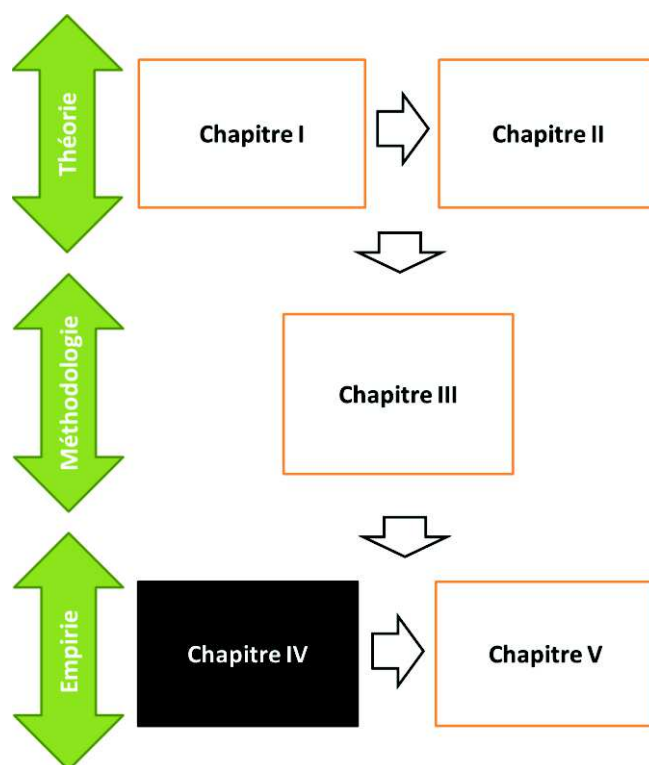 Théorie
Chapitre I
Chapitre II
Méthodologie
Chapitre III
Empirie
Chapitre IV
Chapitre V